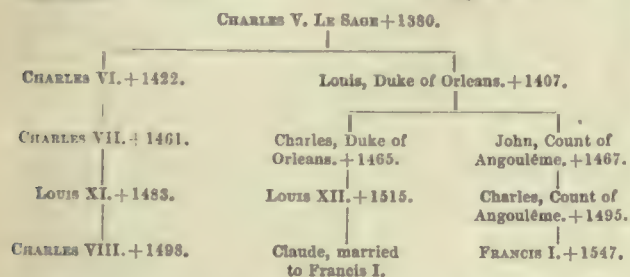 CHARLES V. LE SAGE+1380.
CHARLES VI.+1422.   Louis, Duke of Orleans.+1407.
CHARLES VII.+1461.   Charles, Duke of   John, Count of
Orleans.+1465.   Angoulême.+1467.
LOUIS XI.+1483.   LOUIS XII.+1515.   Charles, Count of
Angoulême.+1495.
CHARLES VIII.+1498.   Claude, married   FRANCIS I.+1547.
to Francis I.